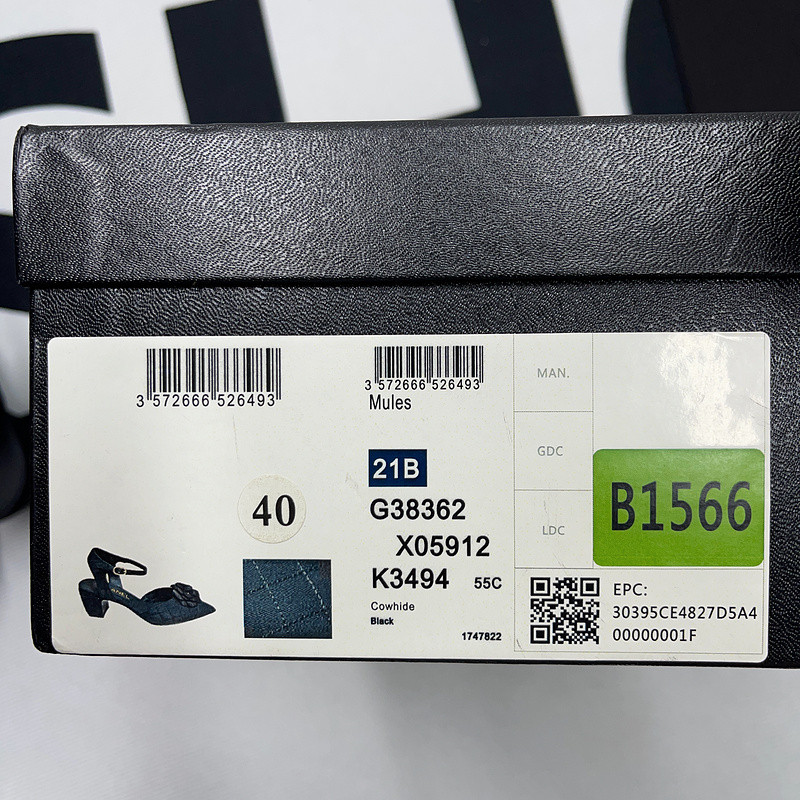 3 572666 526493
3 572666 526493
Mules
MAN.
GDC
LDC
21B
40
G38362
X05912
K3494 55C
Cowhide
Black
1747822
B1566
EPC:
30395CE4827D5A4
00000001F